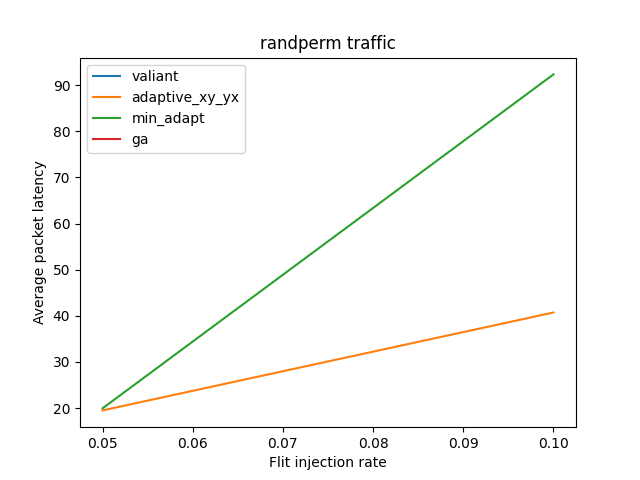 randperm traffic
valiant
adaptive_xy_yx
min_adapt
ga
Average packet latency
90
80
70
60
50
40
30
20
0.05 0.06 0.07 0.08 0.09 0.10
Flit injection rate